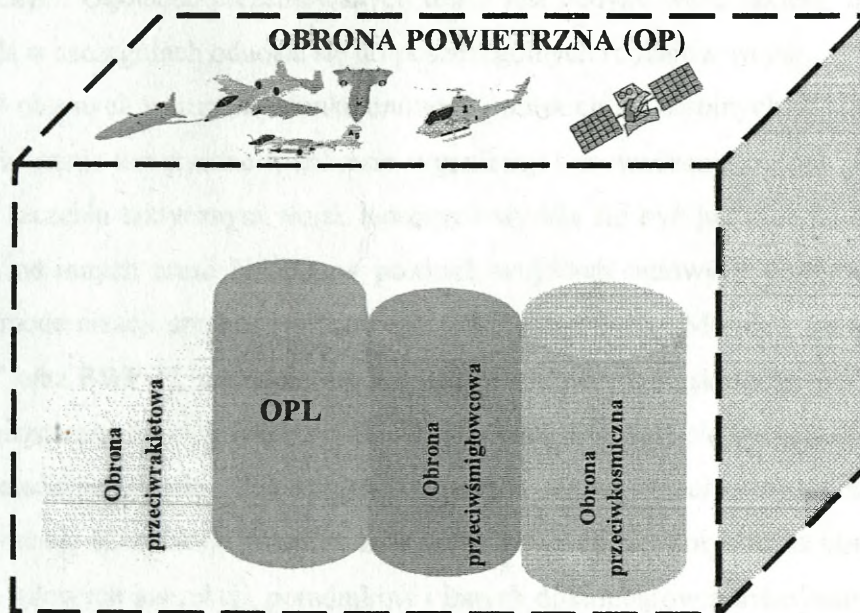 OBRONA POWIETRZNA (OP)
Obrona
przeciwrakietowa
OPL
Obrona
przeciwśmigłowcowa
Obrona
przeciwkosmiczna